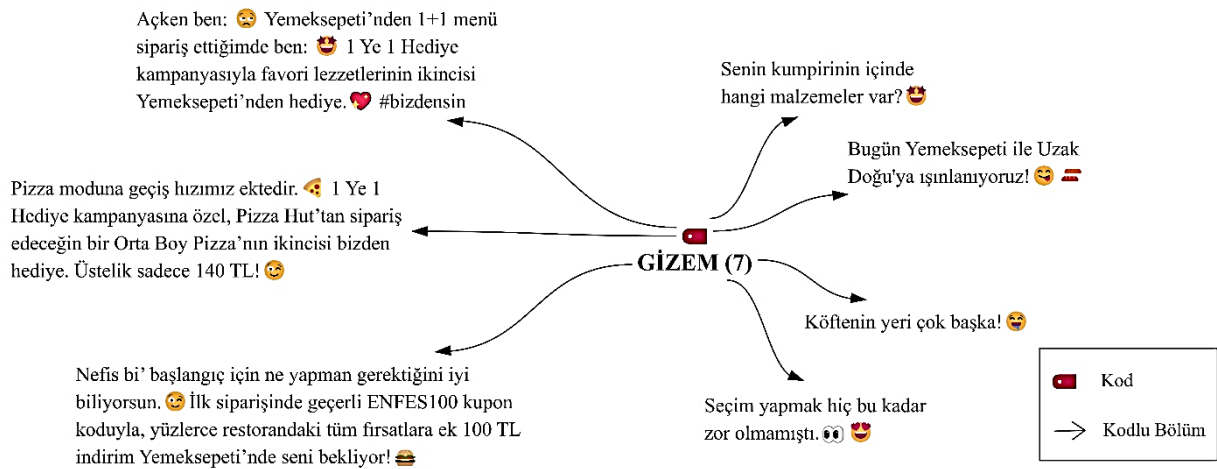 Açken ben: 😧 Yemeksepeti’nden 1+1 menü
sipariş ettiğimde ben: 🤩 1 Ye 1 Hediye
kampanyasıyla favori lezzetlerinin ikincisi
Yemeksepeti’nden hediye. 💖 #bizdensin
Senin kumpirinin içinde
hangi malzemeler var? 🤩
Bugün Yemeksepeti ile Uzak
Doğu'ya ışınlanıyoruz! 😋 🥓
Pizza moduna geçiş hızımız ektedir. 🍕 1 Ye 1
Hediye kampanyasına özel, Pizza Hut’tan sipariş
edeceğin bir Orta Boy Pizza’nın ikincisi bizden
hediye. Üstelik sadece 140 TL! 😉
GİZEM (7)
Köftenin yeri çok başka! 🤤
Nefis bi’ başlangıç için ne yapman gerektiğini iyi
biliyorsun. 😉 İlk siparişinde geçerli ENFES100 kupon
koduyla, yüzlerce restorandaki tüm fırsatlara ek 100 TL
indirim Yemeksepeti’nde seni bekliyor! 🍔
Seçim yapmak hiç bu kadar
zor olmamıştı. 👀 😍
Kod
Kodlu Bölüm